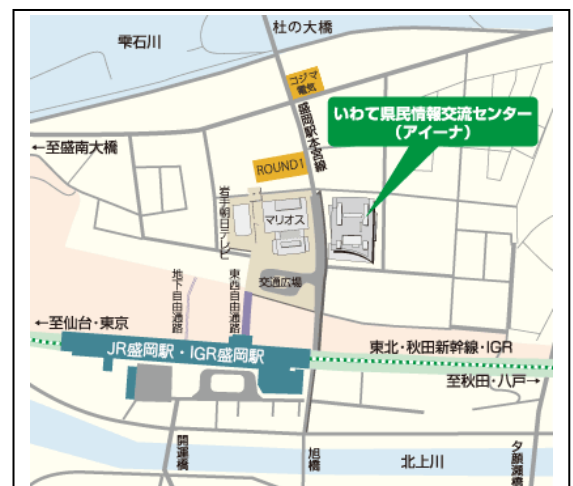 杜の大橋
雫石川
コジマ
電気
いわて県民情報交流センター
（アイーナ）
盛岡駅本宮線
←至盛南大橋
ROUND1
岩手朝日テレビ
マリオス
交通広場
地下自由通路
東西自由通路
←至仙台・東京
JR盛岡駅・IGR盛岡駅
東北・秋田新幹線・IGR
至秋田・八戸→
開運橋
旭橋
北上川
夕顔瀬橋